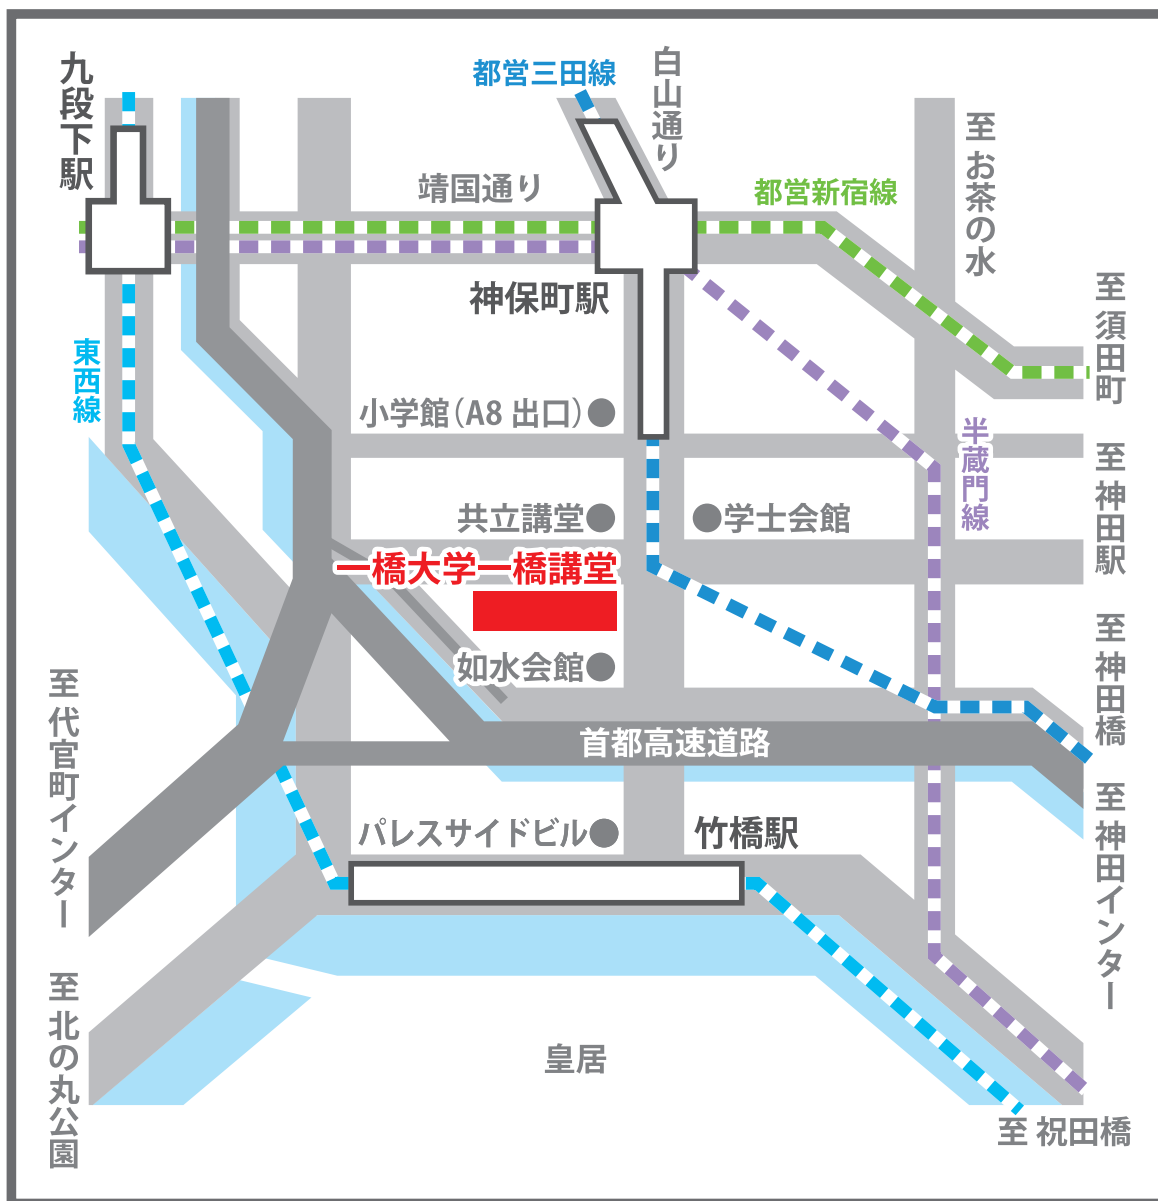 九段下駅
都営三田線
白山通り
至 お茶の水
靖国通り
都営新宿線
神保町駅
至 須田町
東西線
小学館（A8 出口）
半蔵門線
至 神田駅
共立講堂
学士会館
一橋大学一橋講堂
如水会館
至 神田橋
至 代官町インター
首都高速道路
至 神田インター
パレスサイドビル
竹橋駅
至 北の丸公園
皇居
至 祝田橋